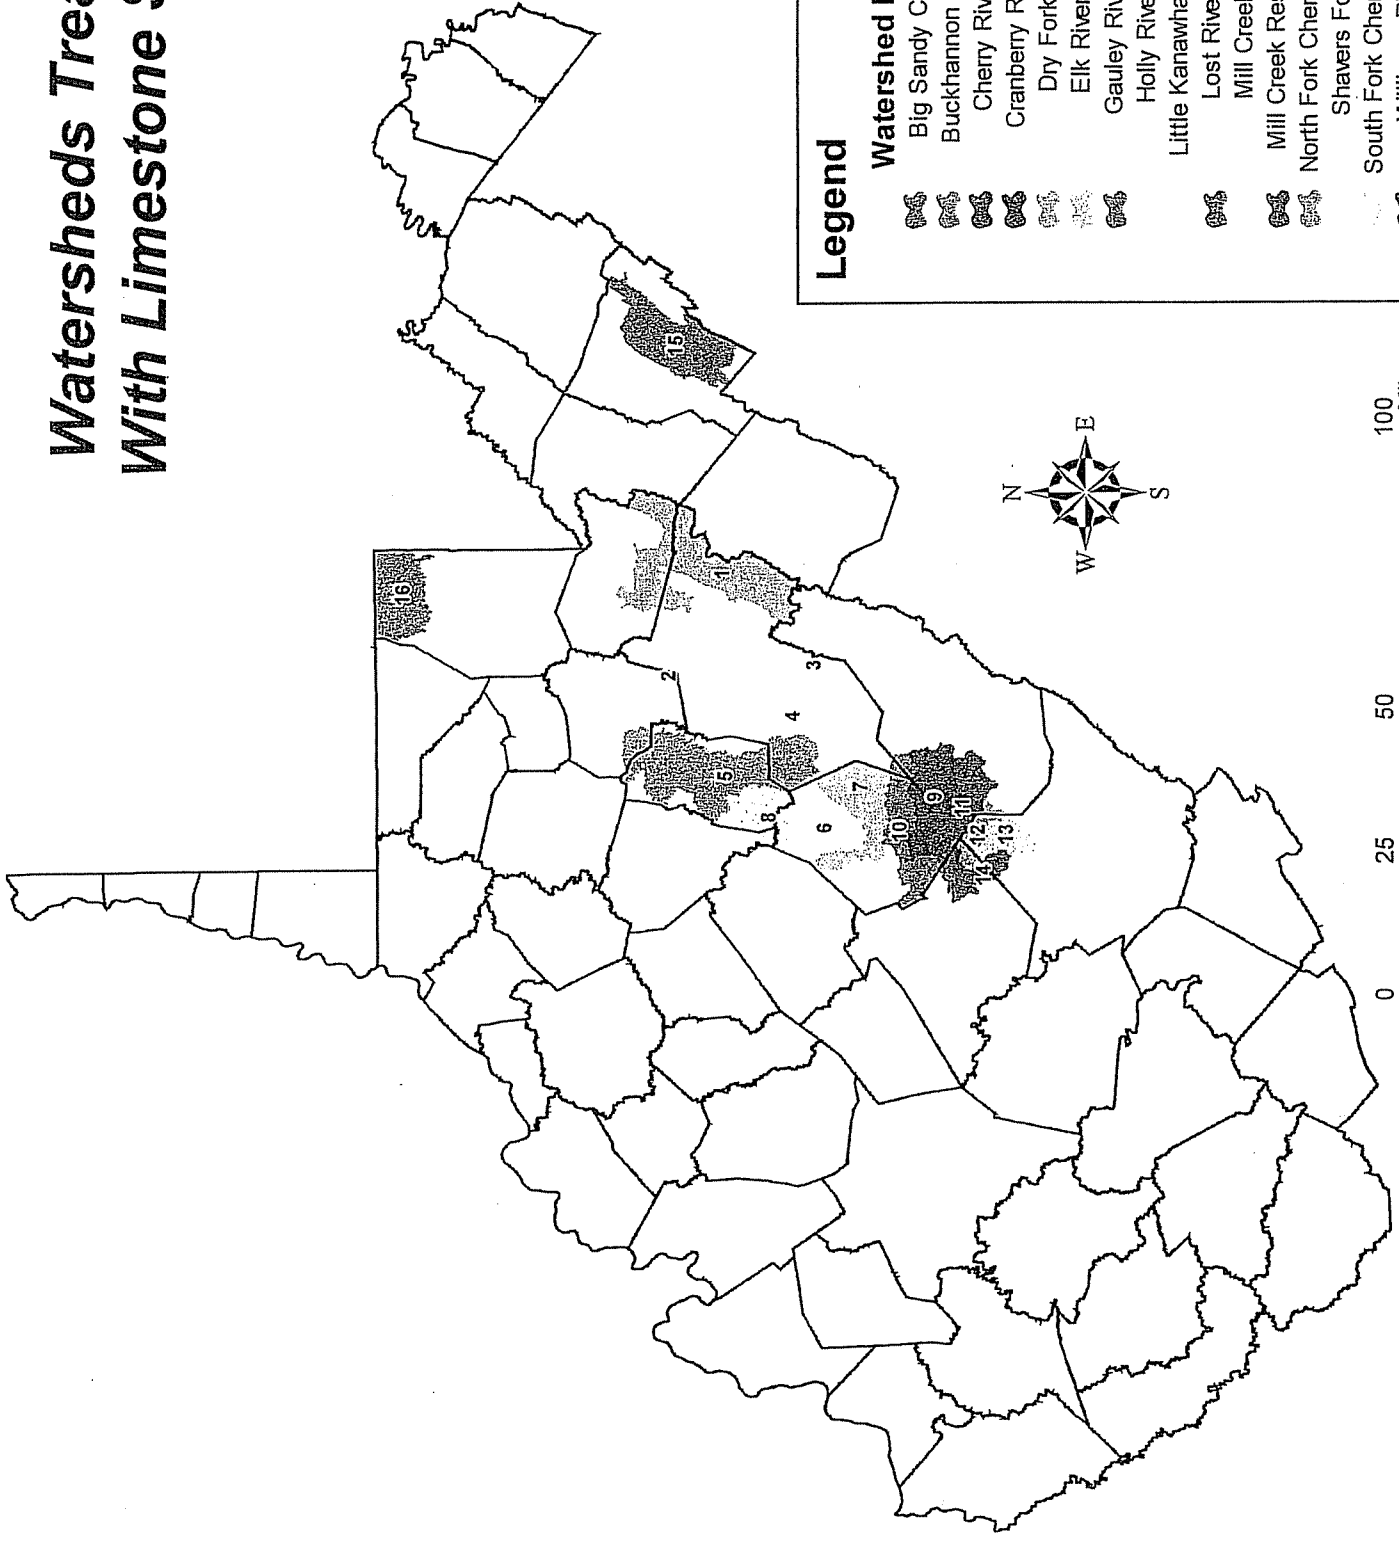 Watersheds Trea
With Limestone S
16
15
1
2
3
4
5
8
7
6
9
10
11
12
13
14
N
W E
S
0 25 50 100
Legend
Watershed
Big Sandy C
Buckhannon
Cherry Riv
Cranberry R
Dry Fork
Elk River
Gauley Riv
Holly Rive
Little Kanawha
Lost Rive
Mill Creek
Mill Creek Res
North Fork Cher
Shavers Fo
South Fork Cher